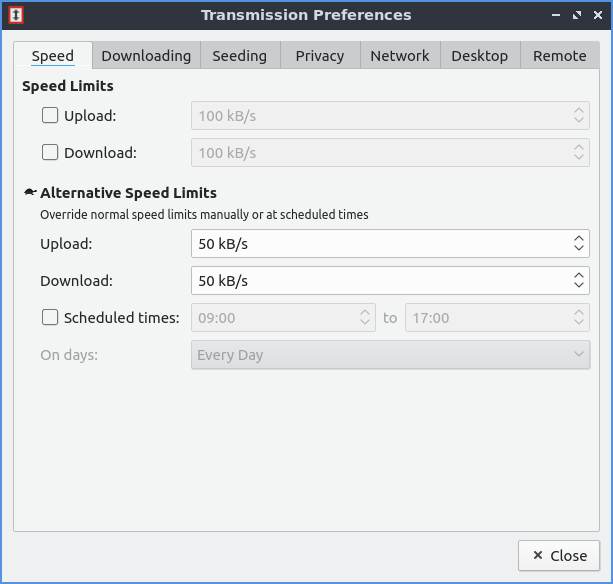 Transmission Preferences
Speed Downloading Seeding Privacy Network Desktop Remote
Speed Limits
Upload: 100 kB/s
Download: 100 kB/s
Alternative Speed Limits
Override normal speed limits manually or at scheduled times
Upload: 50 kB/s
Download: 50 kB/s
Scheduled times: 09:00 to 17:00
On days: Every Day
Close